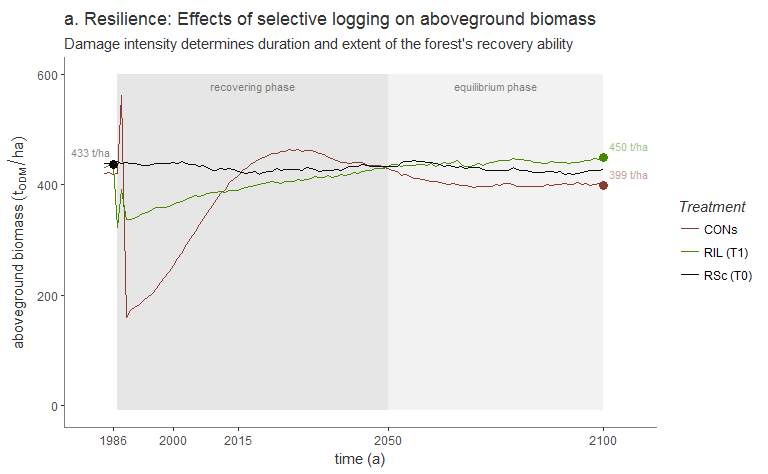 a. Resilience: Effects of selective logging on aboveground biomass
Damage intensity determines duration and extent of the forest's recovery ability
aboveground biomass (tODM / ha)
600
400
200
0
recovering phase
equilibrium phase
433 t/ha
450 t/ha
399 t/ha
1986
2000
2015
2050
2100
time (a)
Treatment
CONs
RIL (T1)
RSc (T0)